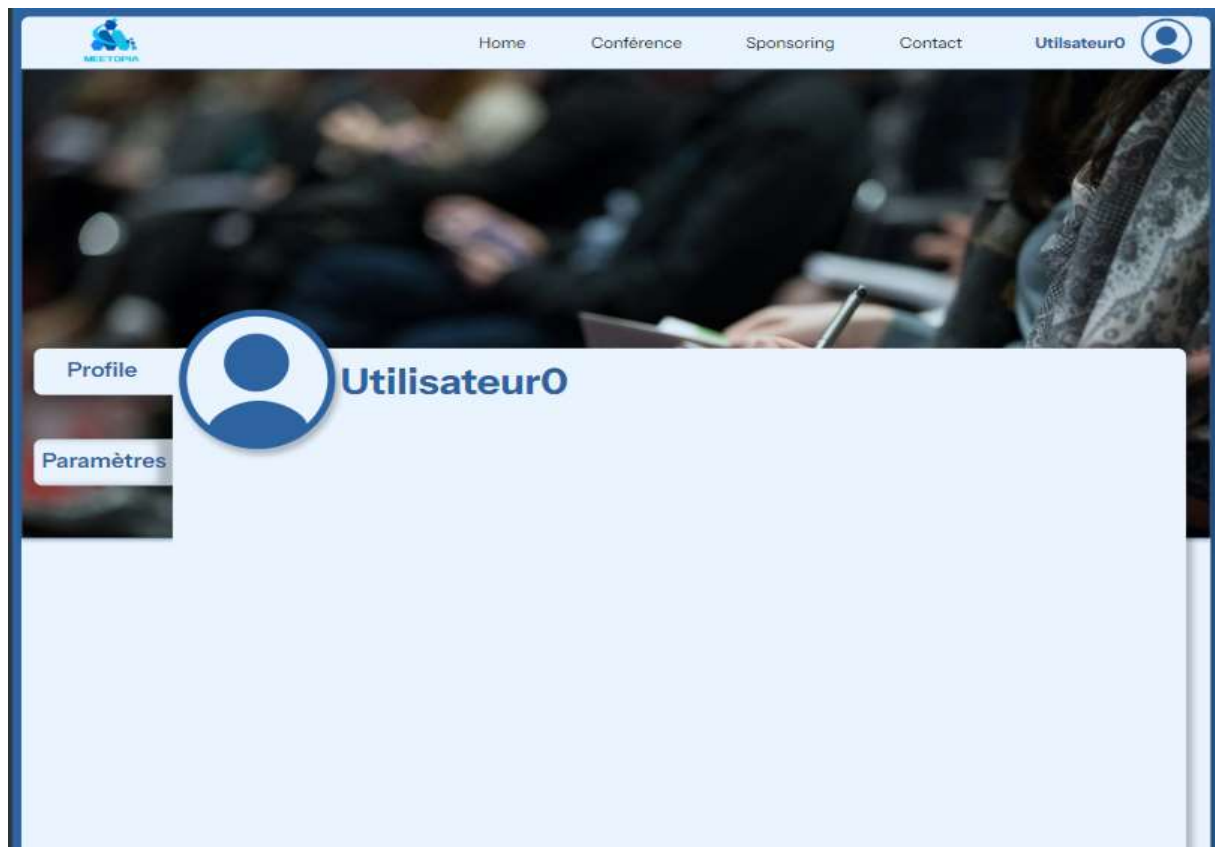 MEETOPIA
Home Conférence Sponsoring Contact Utilsateur0
Profile
Utilisateur0
Paramètres